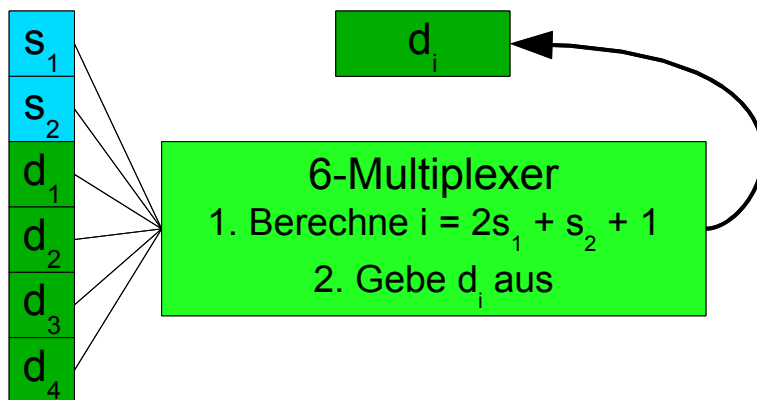 s₁
s₂
d₁
d₂
d₃
d₄
dᵢ
6-Multiplexer
1. Berechne i = 2s₁ + s₂ + 1
2. Gebe dᵢ aus